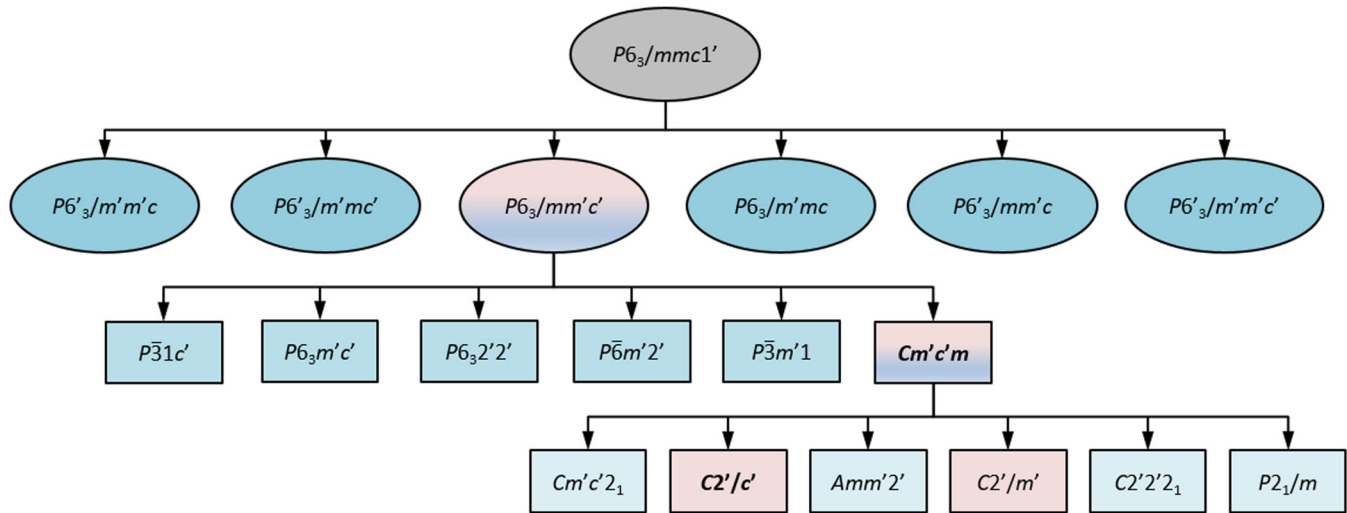 P6₃/mmc1'
P6'₃/m'm'c
P6'₃/m'mc'
P6₃/mm'c'
P6₃/m'mc
P6'₃/mm'c
P6'₃/m'm'c'
P3̅1c'
P6₃m'c'
P6₃2'2'
P6̅m'2'
P3̅m'1
Cm'c'm
Cm'c'2₁
C2'/c'
Amm'2'
C2'/m'
C2'2'2₁
P2₁/m